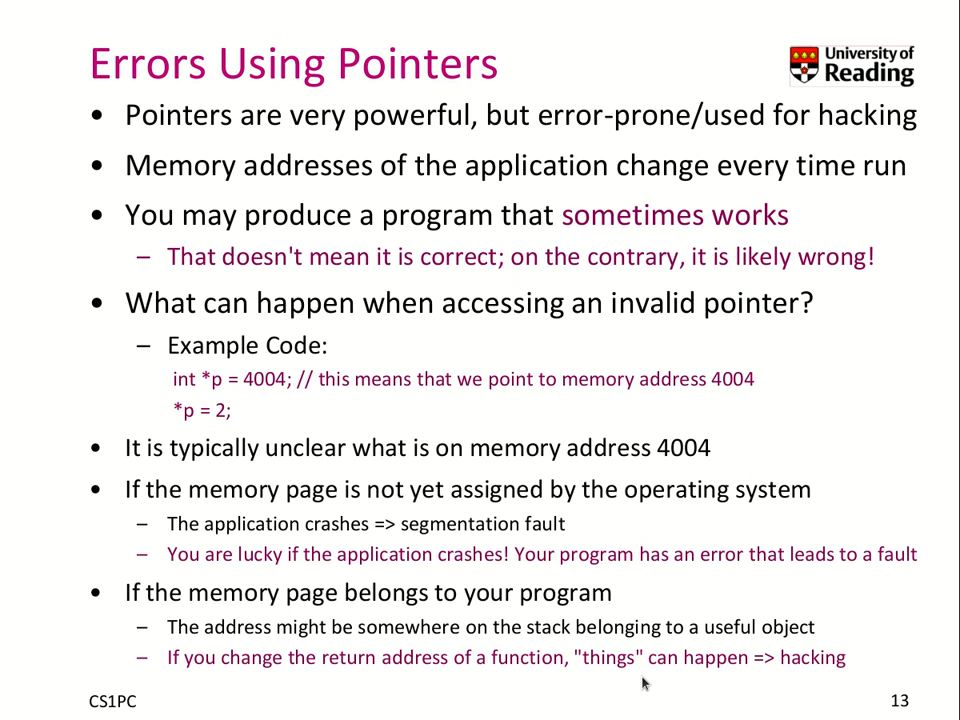 Errors Using Pointers
University of
Reading
• Pointers are very powerful, but error-prone/used for hacking
• Memory addresses of the application change every time run
• You may produce a program that sometimes works
– That doesn't mean it is correct; on the contrary, it is likely wrong!
• What can happen when accessing an invalid pointer?
– Example Code:
int *p = 4004; // this means that we point to memory address 4004
*p = 2;
• It is typically unclear what is on memory address 4004
• If the memory page is not yet assigned by the operating system
– The application crashes => segmentation fault
– You are lucky if the application crashes! Your program has an error that leads to a fault
• If the memory page belongs to your program
– The address might be somewhere on the stack belonging to a useful object
– If you change the return address of a function, "things" can happen => hacking
CS1PC
13